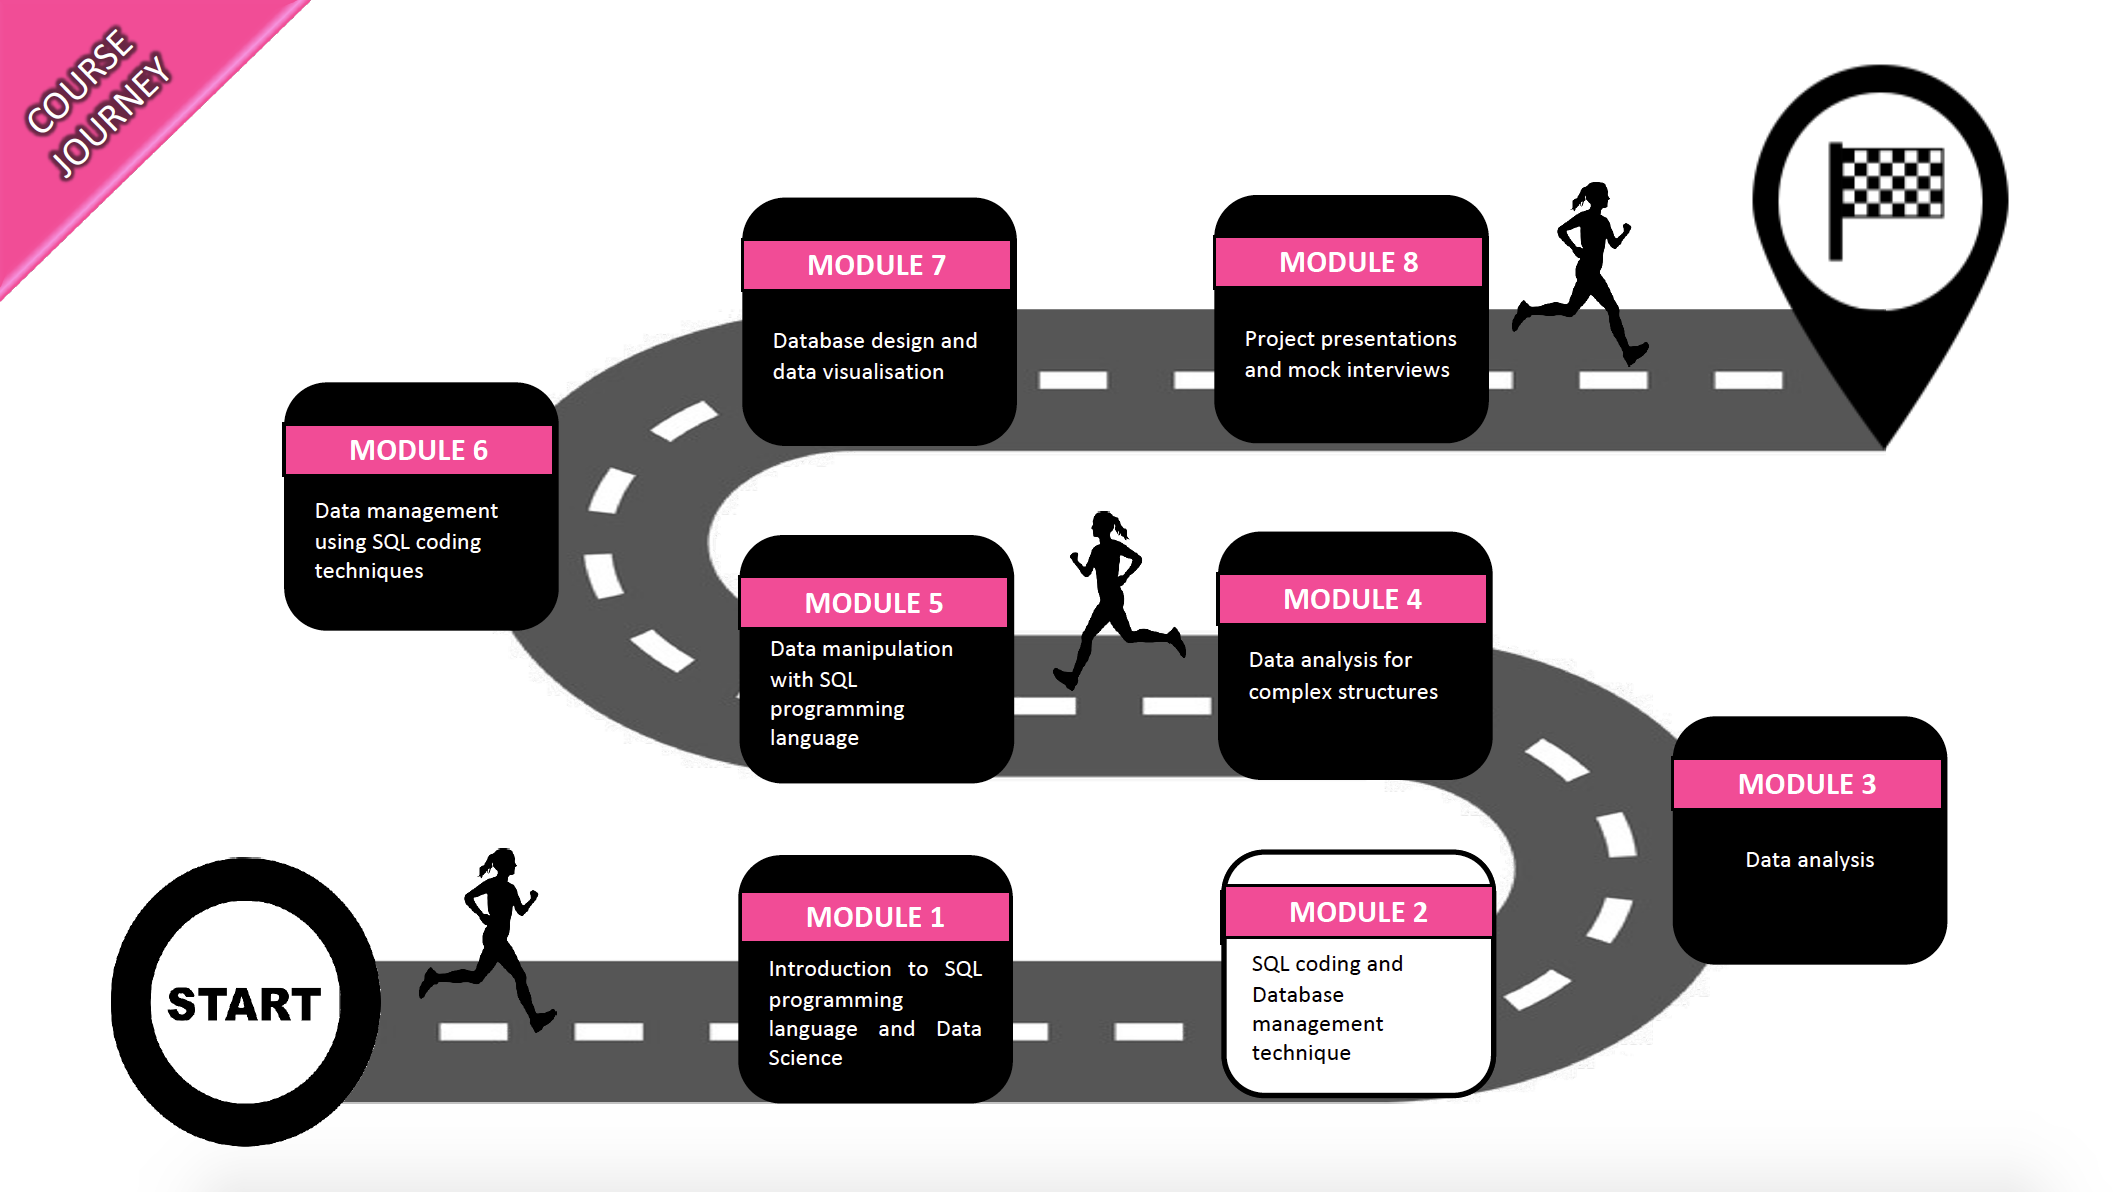 COURSE
JOURNEY
MODULE 7
Database design and
data visualisation
MODULE 8
Project presentations
and mock interviews
MODULE 6
Data management
using SQL coding
techniques
MODULE 5
Data manipulation
with SQL
programming
language
MODULE 4
Data analysis for
complex structures
MODULE 3
Data analysis
START
MODULE 1
Introduction to SQL
programming
language and Data
Science
MODULE 2
SQL coding and
Database
management
technique